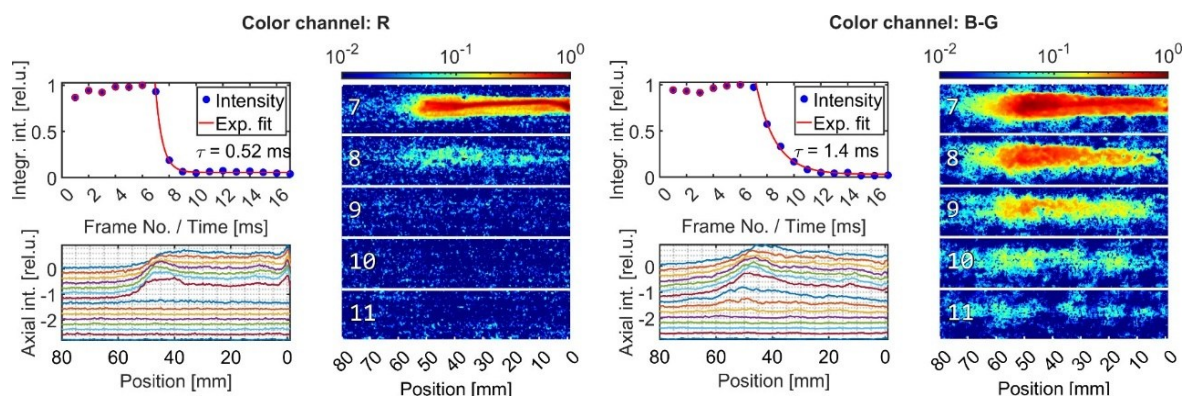 Color channel: R
10^-2 10^-1 10^0
Integr. int. [rel.u.]
1
0.5
0
Intensity
Exp. fit
τ = 0.52 ms
0 2 4 6 8 10 12 14 16
Frame No. / Time [ms]
Axial int. [rel.u.]
0
-1
-2
80 60 40 20 0
Position [mm]
7
8
9
10
11
80 70 60 50 40 30 20 10 0
Position [mm]
Color channel: B-G
10^-2 10^-1 10^0
Integr. int. [rel.u.]
1
0.5
0
Intensity
Exp. fit
τ = 1.4 ms
0 2 4 6 8 10 12 14 16
Frame No. / Time [ms]
Axial int. [rel.u.]
0
-1
-2
80 60 40 20 0
Position [mm]
7
8
9
10
11
80 70 60 50 40 30 20 10 0
Position [mm]